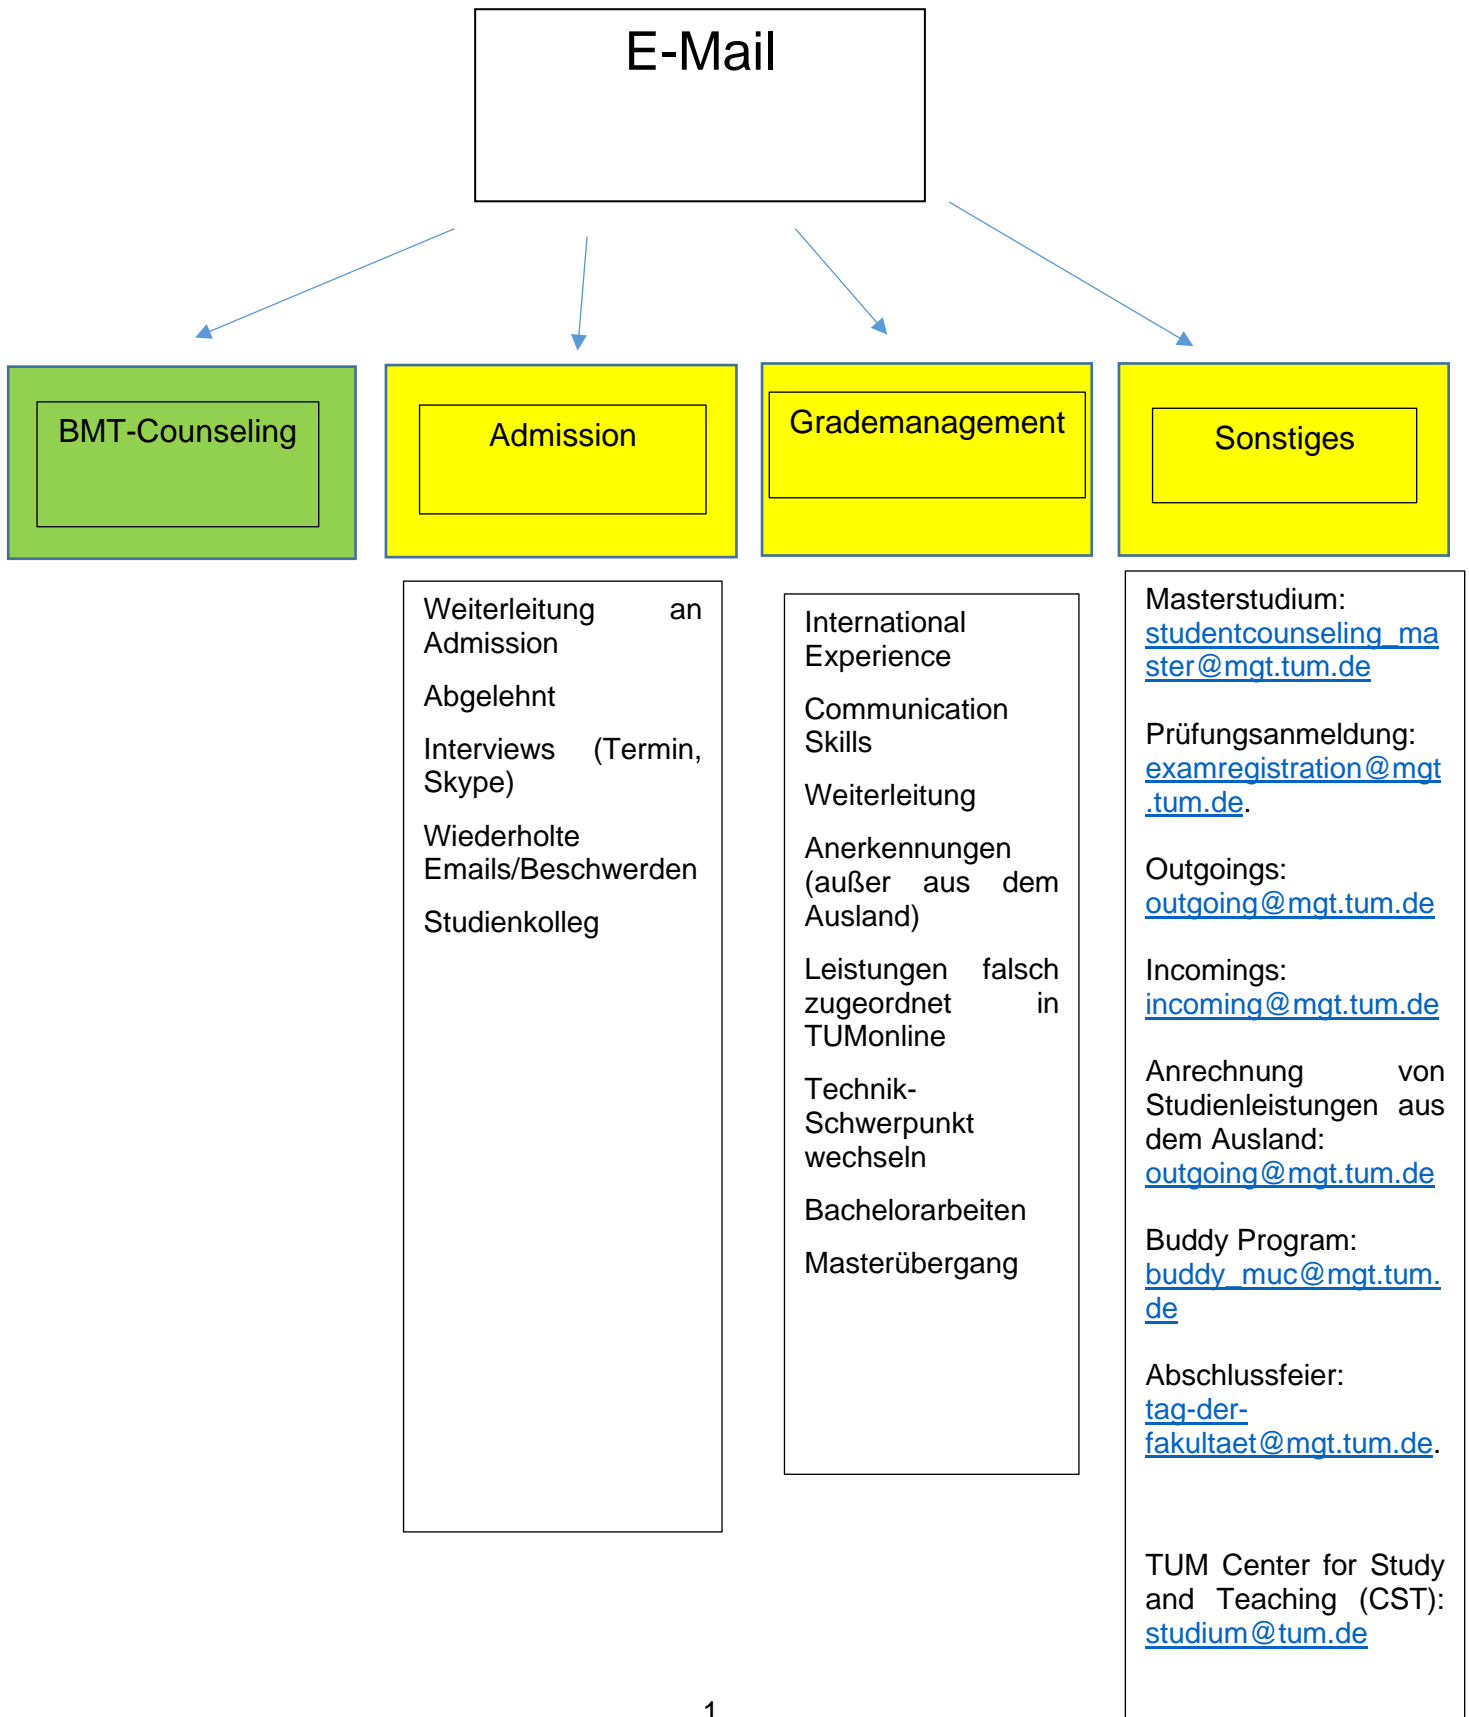 E-Mail
BMT-Counseling
Admission
Grademanagement
Sonstiges
Weiterleitung an
Admission
Abgelehnt
Interviews (Termin,
Skype)
Wiederholte
Emails/Beschwerden
Studienkolleg
International
Experience
Communication
Skills
Weiterleitung
Anerkennungen
(außer aus dem
Ausland)
Leistungen falsch
zugeordnet in
TUMonline
Technik-
Schwerpunkt
wechseln
Bachelorarbeiten
Masterübergang
Masterstudium:
studentcounseling_ma
ster@mgt.tum.de
Prüfungsanmeldung:
examregistration@mgt
.tum.de.
Outgoings:
outgoing@mgt.tum.de
Incomings:
incoming@mgt.tum.de
Anrechnung von
Studienleistungen aus
dem Ausland:
outgoing@mgt.tum.de
Buddy Program:
buddy_muc@mgt.tum.
de
Abschlussfeier:
tag-der-
fakultaet@mgt.tum.de.
TUM Center for Study
and Teaching (CST):
studium@tum.de
1